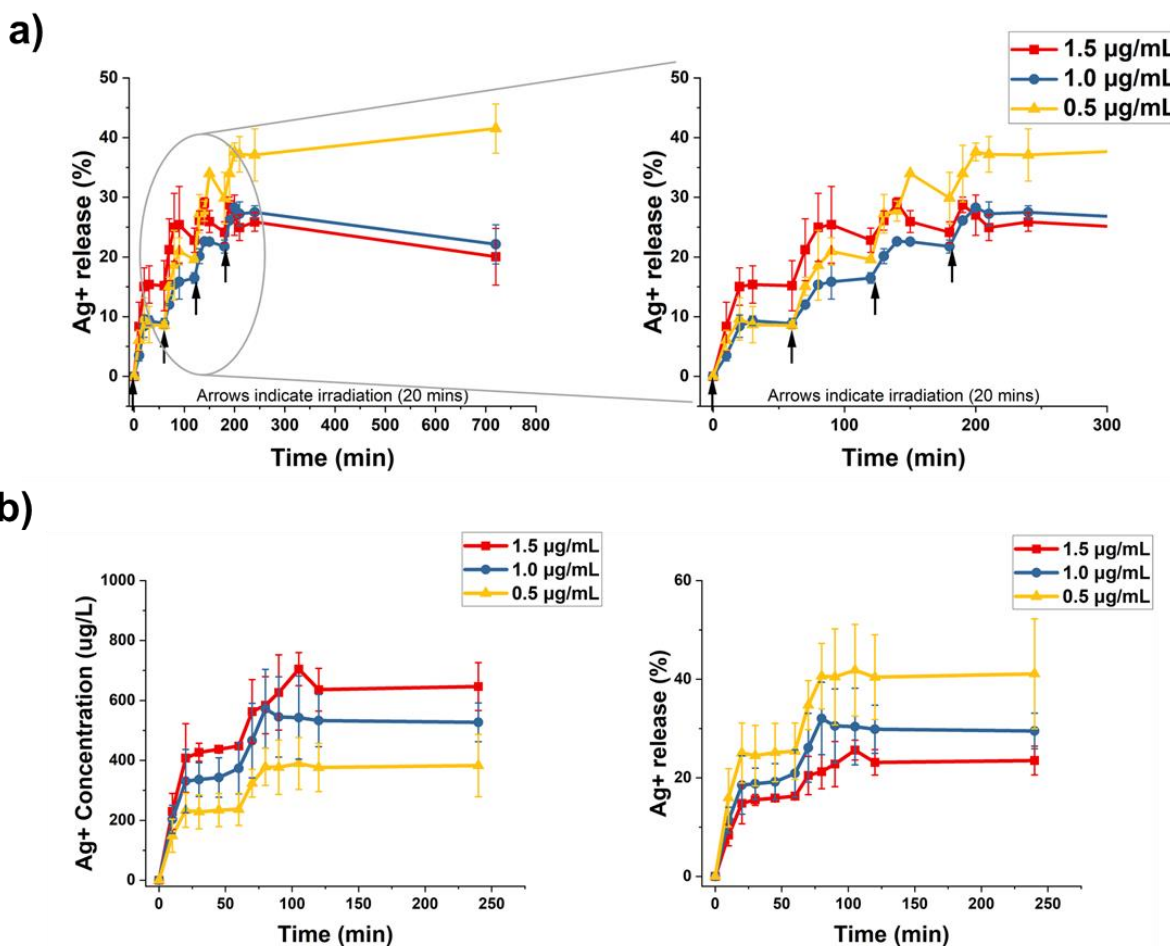 a)
1.5 µg/mL
1.0 µg/mL
0.5 µg/mL
50
40
30
20
10
0
Ag+ release (%)
Arrows indicate irradiation (20 mins)
0 100 200 300 400 500 600 700 800
Time (min)
50
40
30
20
10
0
Ag+ release (%)
Arrows indicate irradiation (20 mins)
0 100 200 300
Time (min)
b)
1.5 µg/mL
1.0 µg/mL
0.5 µg/mL
1000
800
600
400
200
0
Ag+ Concentration (ug/L)
0 50 100 150 200 250
Time (min)
1.5 µg/mL
1.0 µg/mL
0.5 µg/mL
60
40
20
0
Ag+ release (%)
0 50 100 150 200 250
Time (min)